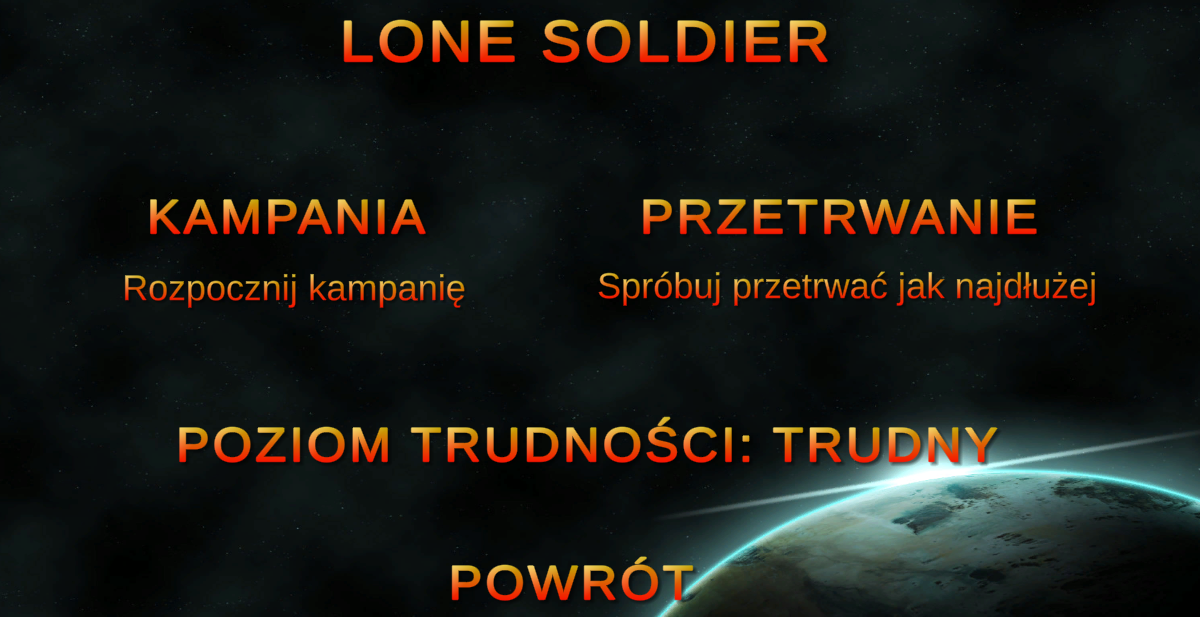 LONE SOLDIER
KAMPANIA
Rozpocznij kampanię
PRZETRWANIE
Spróbuj przetrwać jak najdłużej
POZIOM TRUDNOŚCI: TRUDNY
POWRÓT